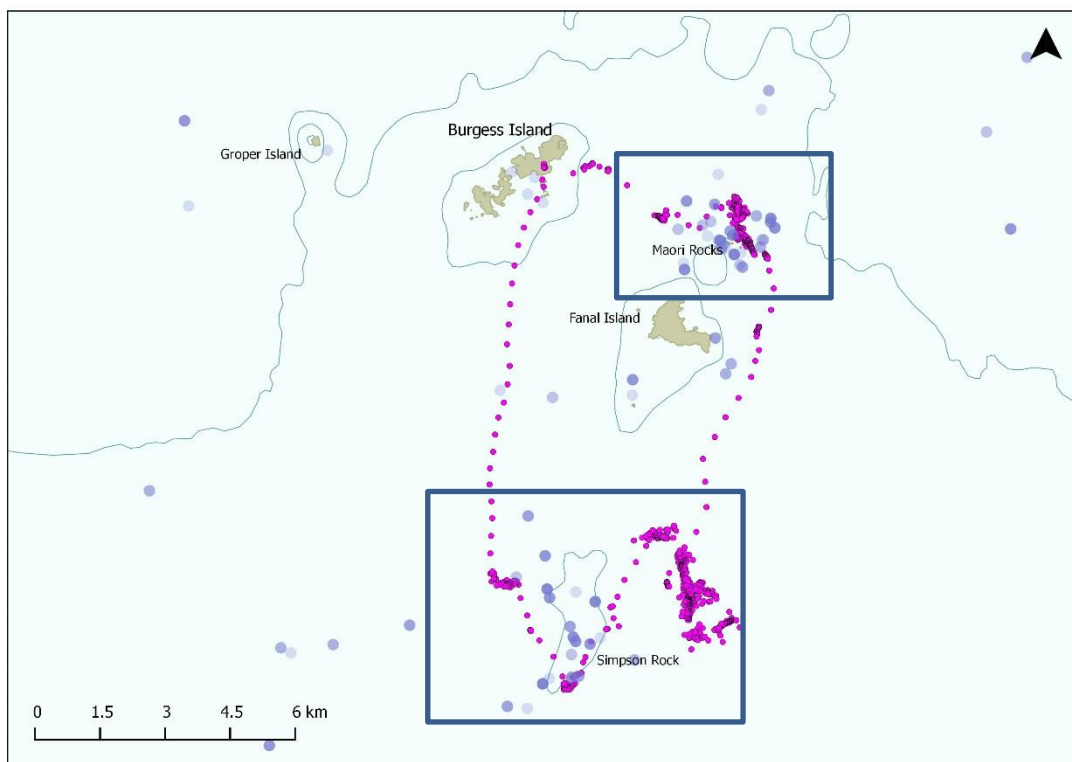 Burgess Island
Groper Island
Maori Rocks
Fanal Island
Simpson Rock
0 1.5 3 4.5 6 km